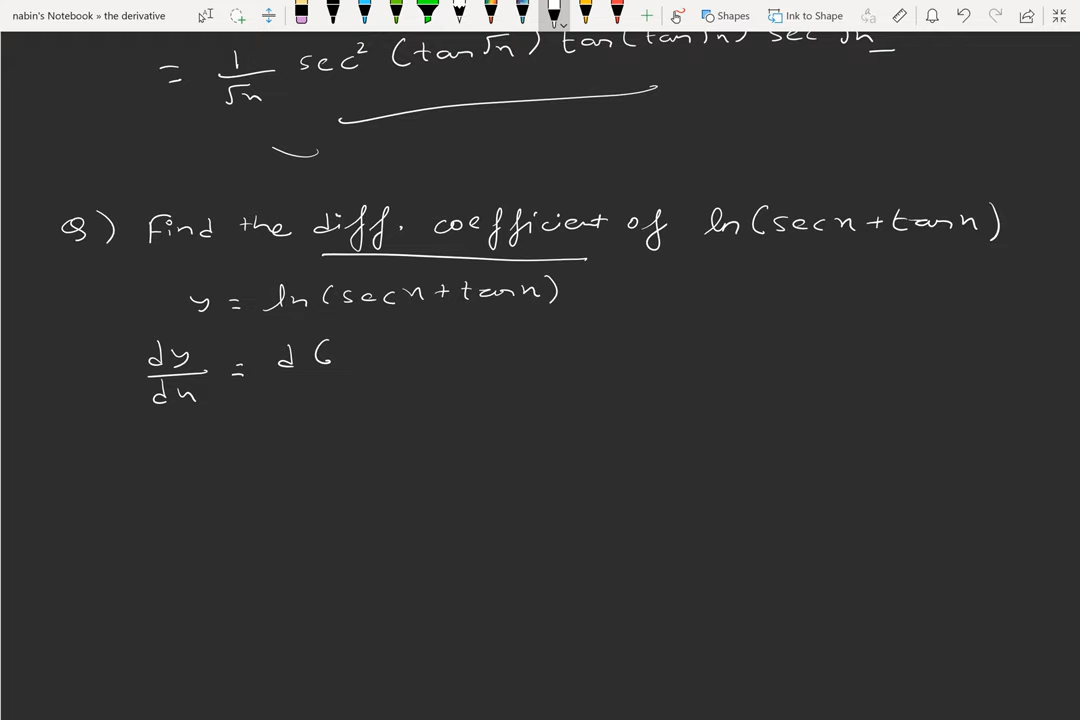 nabin's Notebook » the derivative
Shapes
Ink to Shape
= 1/√x sec² (tan√x) tan(tan√x) sec √x
Q) Find the diff. coefficient of ln(secx+tanx)
y = ln(secx+tanx)
dy/dx = d (